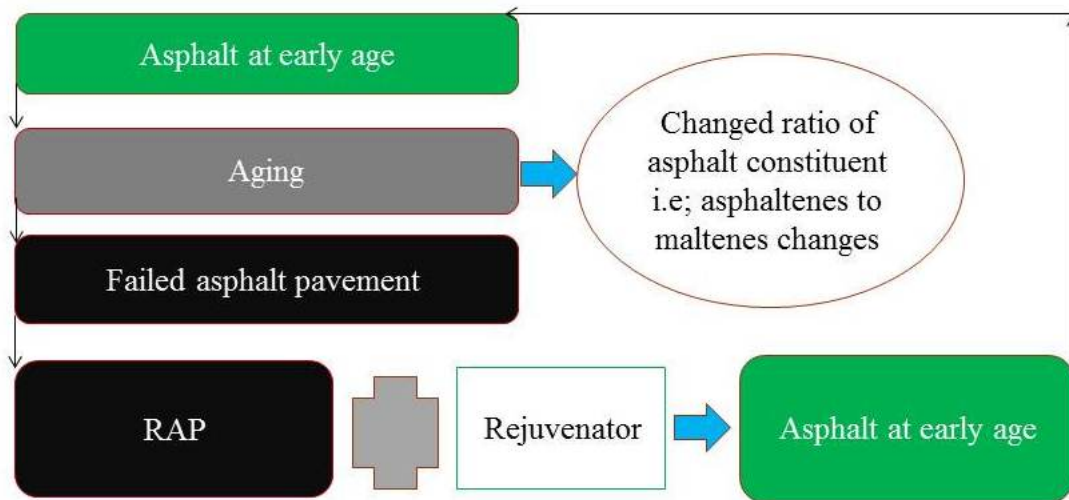 Asphalt at early age
Aging
Changed ratio of
asphalt constituent
i.e; asphaltenes to
maltenes changes
Failed asphalt pavement
RAP
Rejuvenator
Asphalt at early age